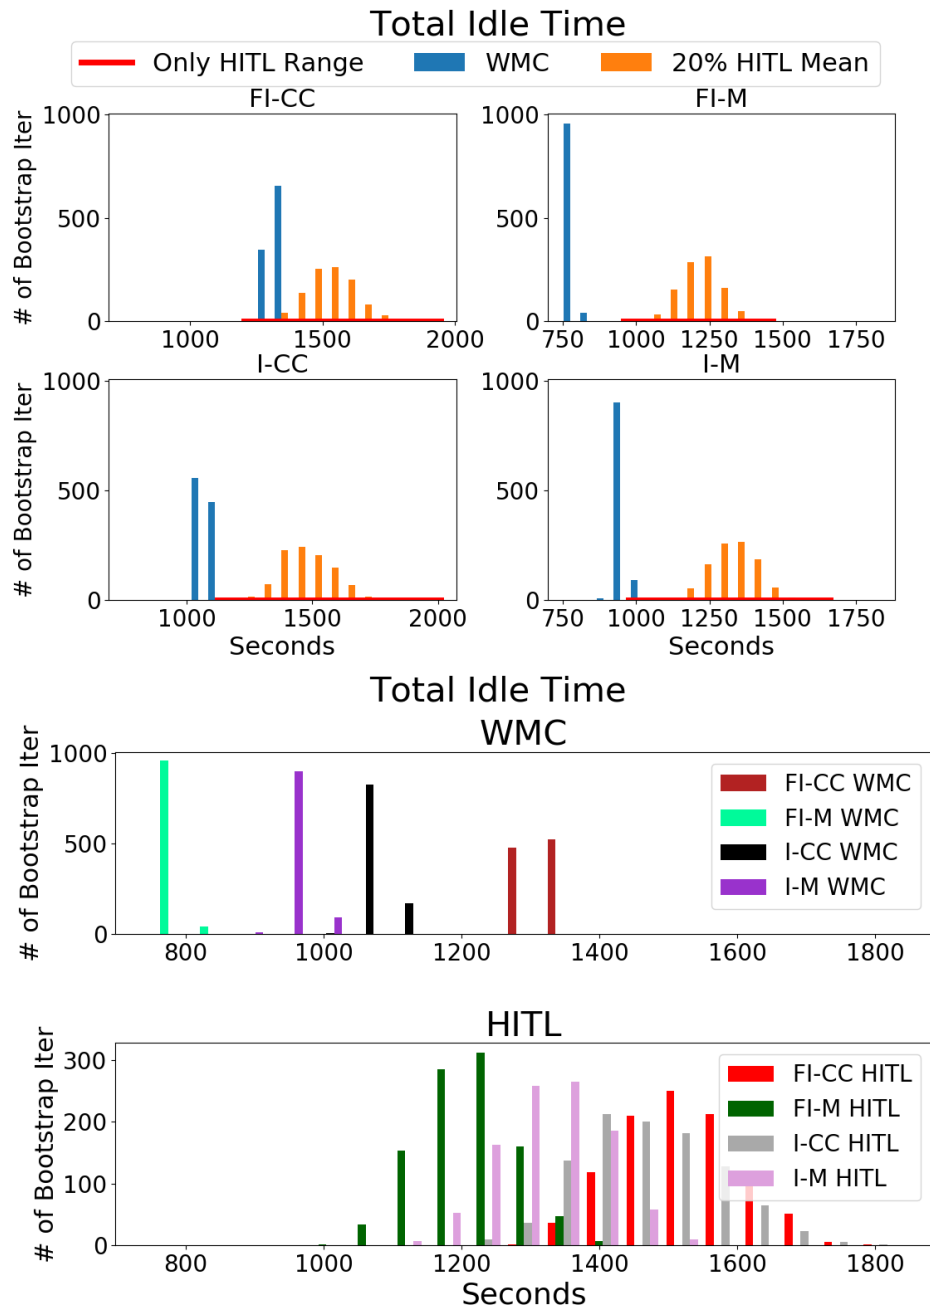 Total Idle Time
Only HITL Range WMC 20% HITL Mean
FI-CC FI-M
# of Bootstrap Iter
1000
500
0
1000 1500 2000
1000
500
0
750 1000 1250 1500 1750
I-CC I-M
# of Bootstrap Iter
1000
500
0
1000 1500 2000
Seconds
1000
500
0
750 1000 1250 1500 1750
Seconds
Total Idle Time
WMC
# of Bootstrap Iter
1000
500
0
FI-CC WMC
FI-M WMC
I-CC WMC
I-M WMC
800 1000 1200 1400 1600 1800
HITL
# of Bootstrap Iter
300
200
100
0
FI-CC HITL
FI-M HITL
I-CC HITL
I-M HITL
800 1000 1200 1400 1600 1800
Seconds